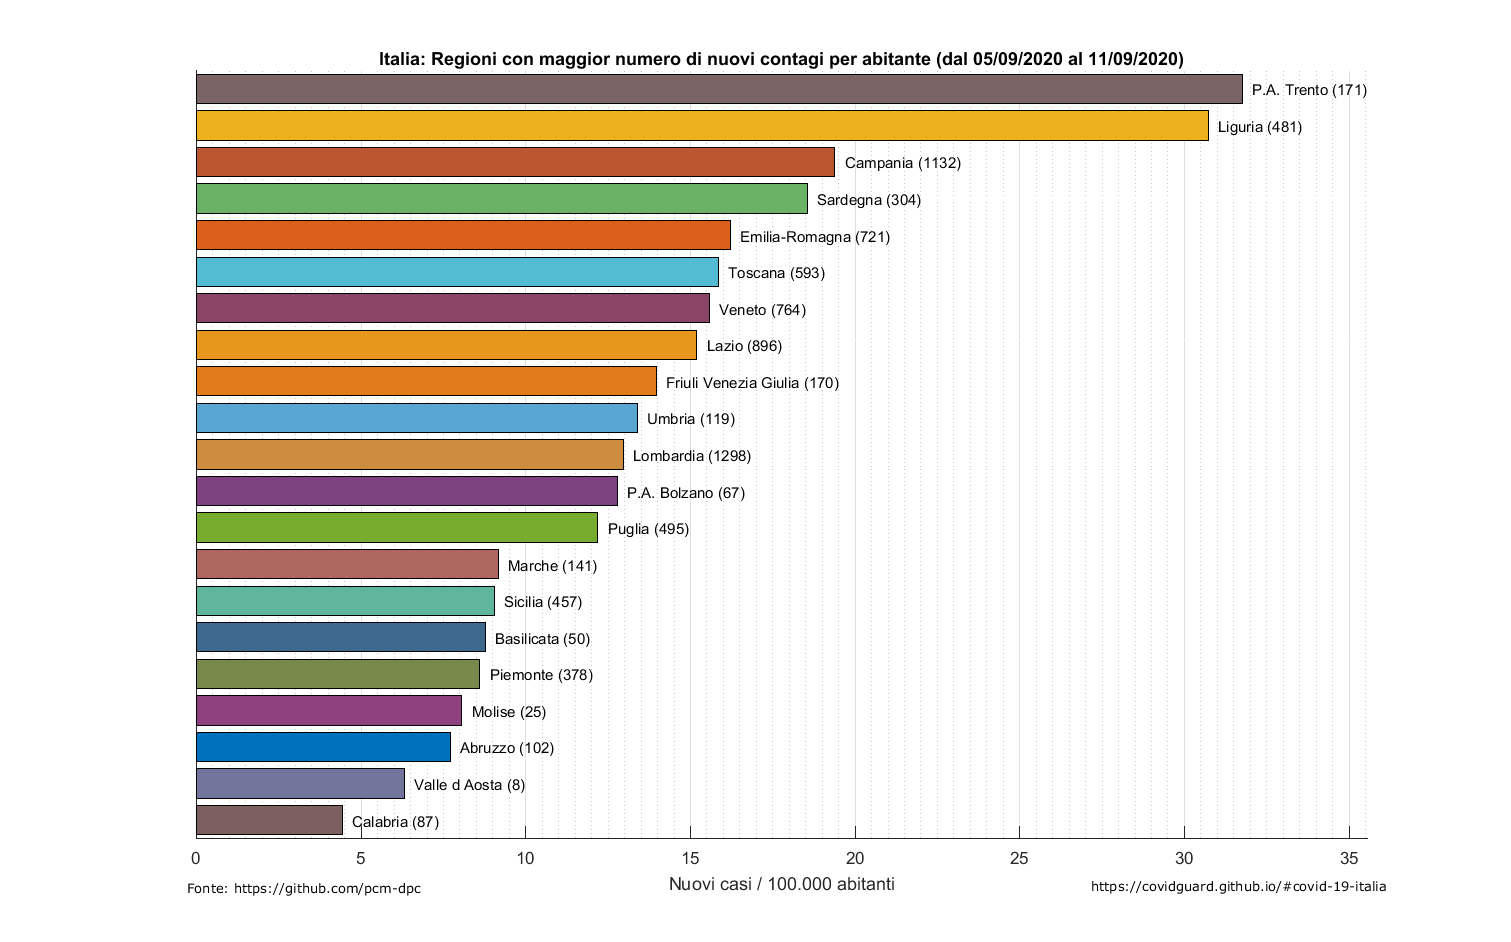 Italia: Regioni con maggior numero di nuovi contagi per abitante (dal 05/09/2020 al 11/09/2020)
P.A. Trento (171)
Liguria (481)
Campania (1132)
Sardegna (304)
Emilia-Romagna (721)
Toscana (593)
Veneto (764)
Lazio (896)
Friuli Venezia Giulia (170)
Umbria (119)
Lombardia (1298)
P.A. Bolzano (67)
Puglia (495)
Marche (141)
Sicilia (457)
Basilicata (50)
Piemonte (378)
Molise (25)
Abruzzo (102)
Valle d Aosta (8)
Calabria (87)
0 5 10 15 20 25 30 35
Nuovi casi / 100.000 abitanti
Fonte: https://github.com/pcm-dpc
https://covidguard.github.io/#covid-19-italia